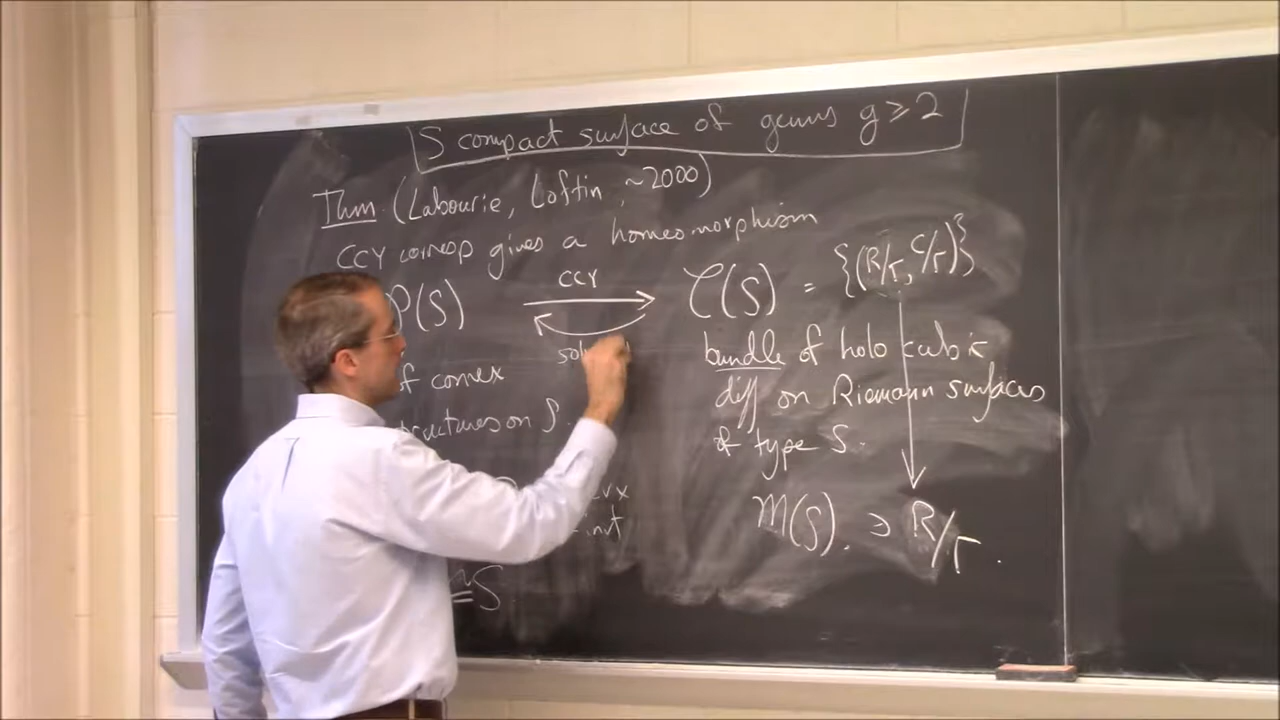 S compact surface of genus g ≥ 2
Thm (Labourie, Loftin, ~2000)
CCY corresp gives a homeomorphism
P(S) CCY C(S) = {(R/Γ, C/Γ)}
sol
of convex
structures on S.
bundle of holo cubic
diff on Riemann surfaces
of type S.
M(S). ∋ R/Γ.
S